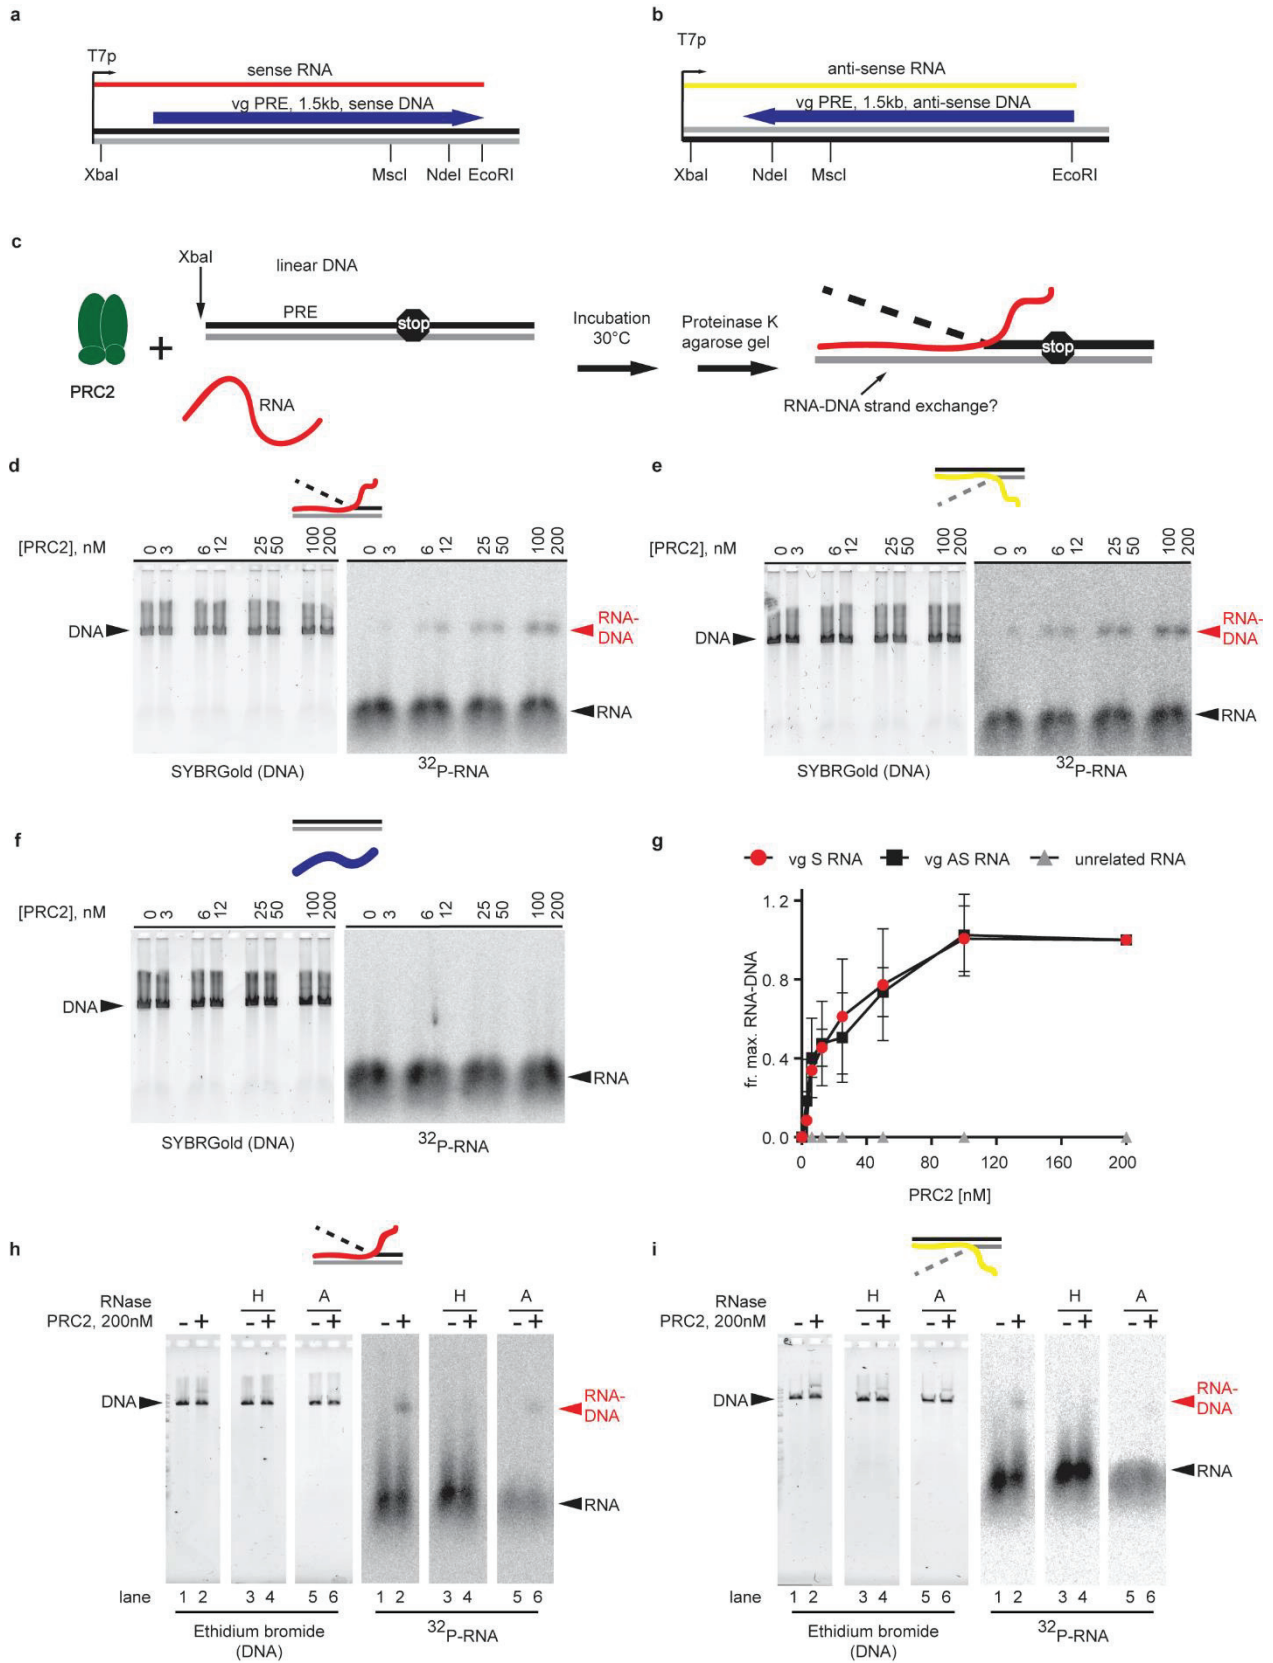 a
T7p
sense RNA
vg PRE, 1.5kb, sense DNA
XbaI
MscI
NdeI
EcoRI
b
T7p
anti-sense RNA
vg PRE, 1.5kb, anti-sense DNA
XbaI
NdeI
MscI
EcoRI
c
XbaI
linear DNA
PRE
stop
PRC2
+
RNA
Incubation
30°C
Proteinase K
agarose gel
stop
RNA-DNA strand exchange?
d
[PRC2], nM
0 3 6 12 25 50 100 200
0 3 6 12 25 50 100 200
DNA
RNA-
DNA
RNA
SYBRGold (DNA)
32P-RNA
e
[PRC2], nM
0 3 6 12 25 50 100 200
0 3 6 12 25 50 100 200
DNA
RNA-
DNA
RNA
SYBRGold (DNA)
32P-RNA
f
[PRC2], nM
0 3 6 12 25 50 100 200
0 3 6 12 25 50 100 200
DNA
RNA
SYBRGold (DNA)
32P-RNA
g
vg S RNA
vg AS RNA
unrelated RNA
fr. max. RNA-DNA
1.2
0.8
0.4
0.0
0 40 80 120 160 200
PRC2 [nM]
h
RNase
H
A
H
A
PRC2, 200nM
- + - + - + - + - + - +
DNA
RNA-
DNA
RNA
lane
1 2 3 4 5 6 1 2 3 4 5 6
Ethidium bromide
(DNA)
32P-RNA
i
RNase
H
A
H
A
PRC2, 200nM
- + - + - + - + - + - +
DNA
RNA-
DNA
RNA
lane
1 2 3 4 5 6 1 2 3 4 5 6
Ethidium bromide
(DNA)
32P-RNA